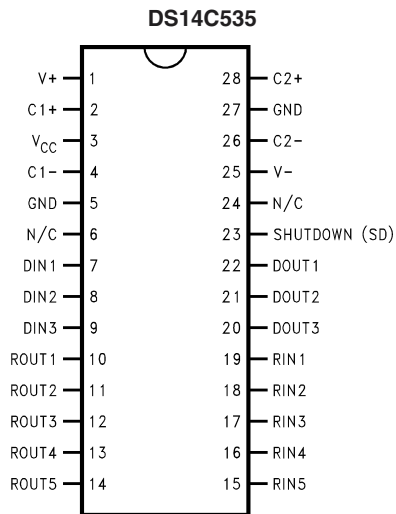 DS14C535
V+ 1 28 C2+
C1+ 2 27 GND
VCC 3 26 C2-
C1- 4 25 V-
GND 5 24 N/C
N/C 6 23 SHUTDOWN (SD)
DIN1 7 22 DOUT1
DIN2 8 21 DOUT2
DIN3 9 20 DOUT3
ROUT1 10 19 RIN1
ROUT2 11 18 RIN2
ROUT3 12 17 RIN3
ROUT4 13 16 RIN4
ROUT5 14 15 RIN5